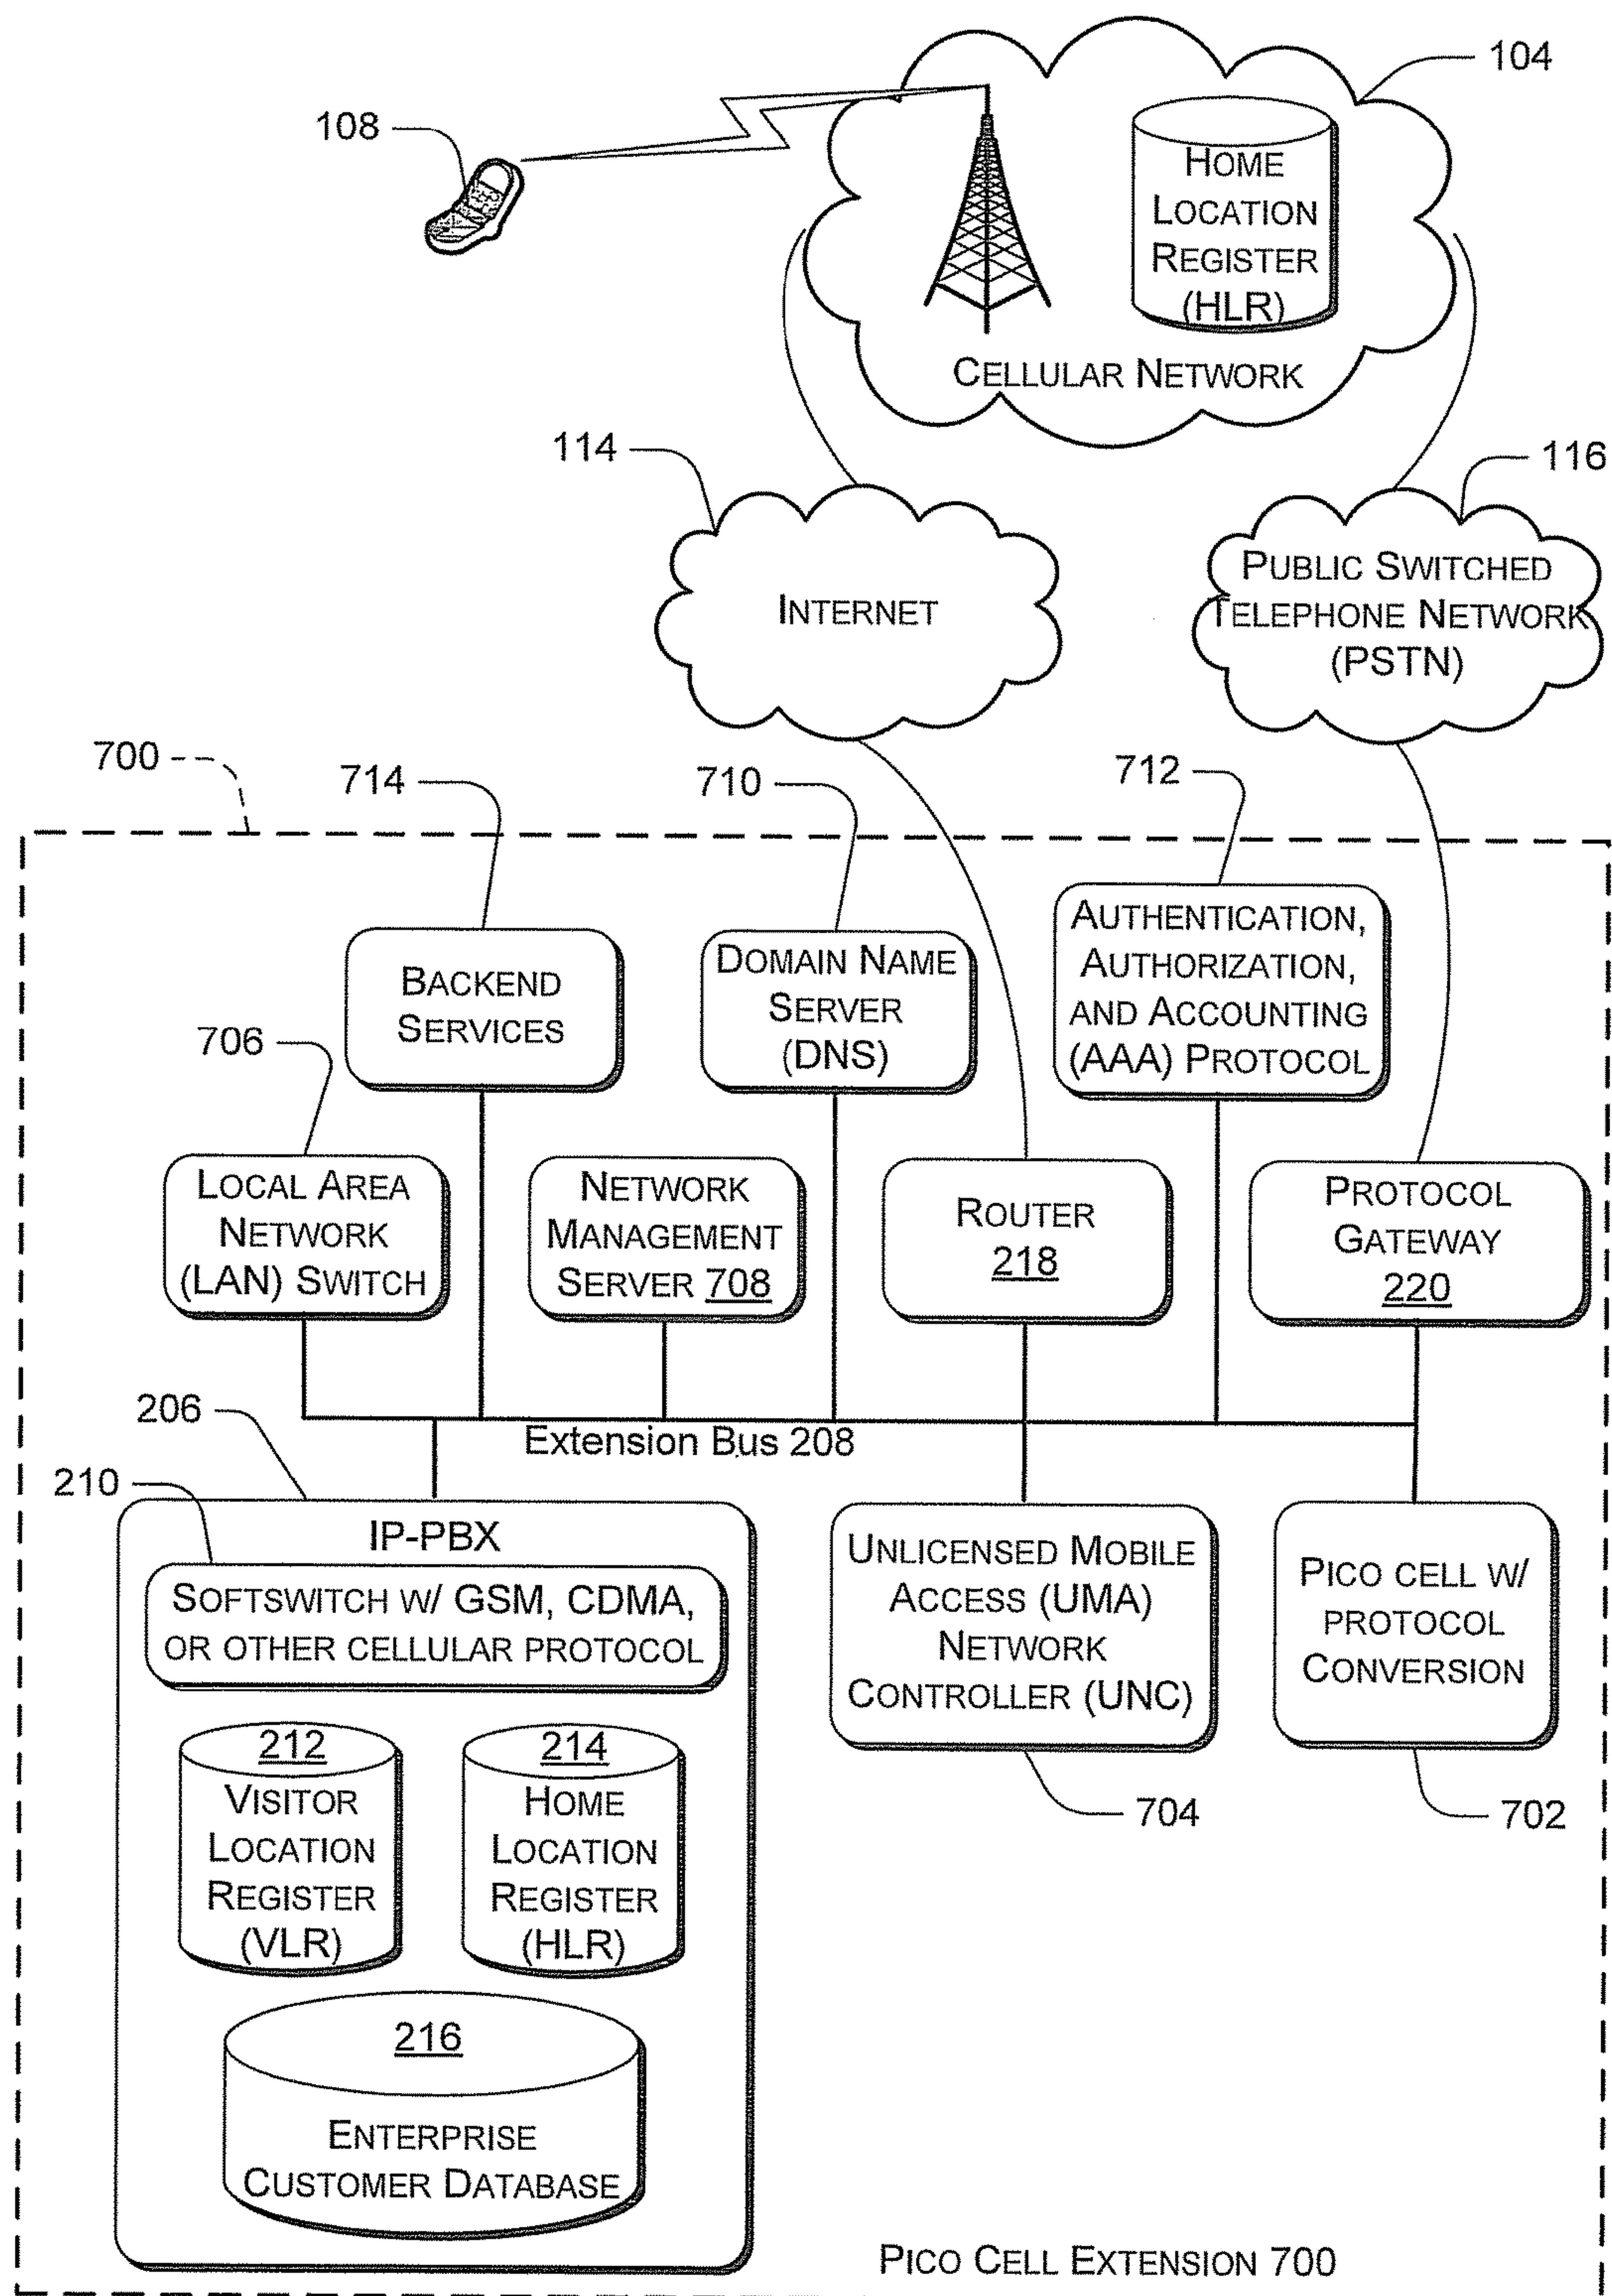 104
108
HOME
LOCATION
REGISTER
(HLR)
CELLULAR NETWORK
114
116
INTERNET
PUBLIC SWITCHED
TELEPHONE NETWORK
(PSTN)
700
714
710
712
BACKEND
SERVICES
DOMAIN NAME
SERVER
(DNS)
AUTHENTICATION,
AUTHORIZATION,
AND ACCOUNTING
(AAA) PROTOCOL
706
LOCAL AREA
NETWORK
(LAN) SWITCH
NETWORK
MANAGEMENT
SERVER 708
ROUTER
218
PROTOCOL
GATEWAY
220
206
Extension Bus 208
210
IP-PBX
SOFTSWITCH W/ GSM, CDMA,
OR OTHER CELLULAR PROTOCOL
UNLICENSED MOBILE
ACCESS (UMA)
NETWORK
CONTROLLER (UNC)
PICO CELL W/
PROTOCOL
CONVERSION
212
VISITOR
LOCATION
REGISTER
(VLR)
214
HOME
LOCATION
REGISTER
(HLR)
704
702
216
ENTERPRISE
CUSTOMER DATABASE
PICO CELL EXTENSION 700